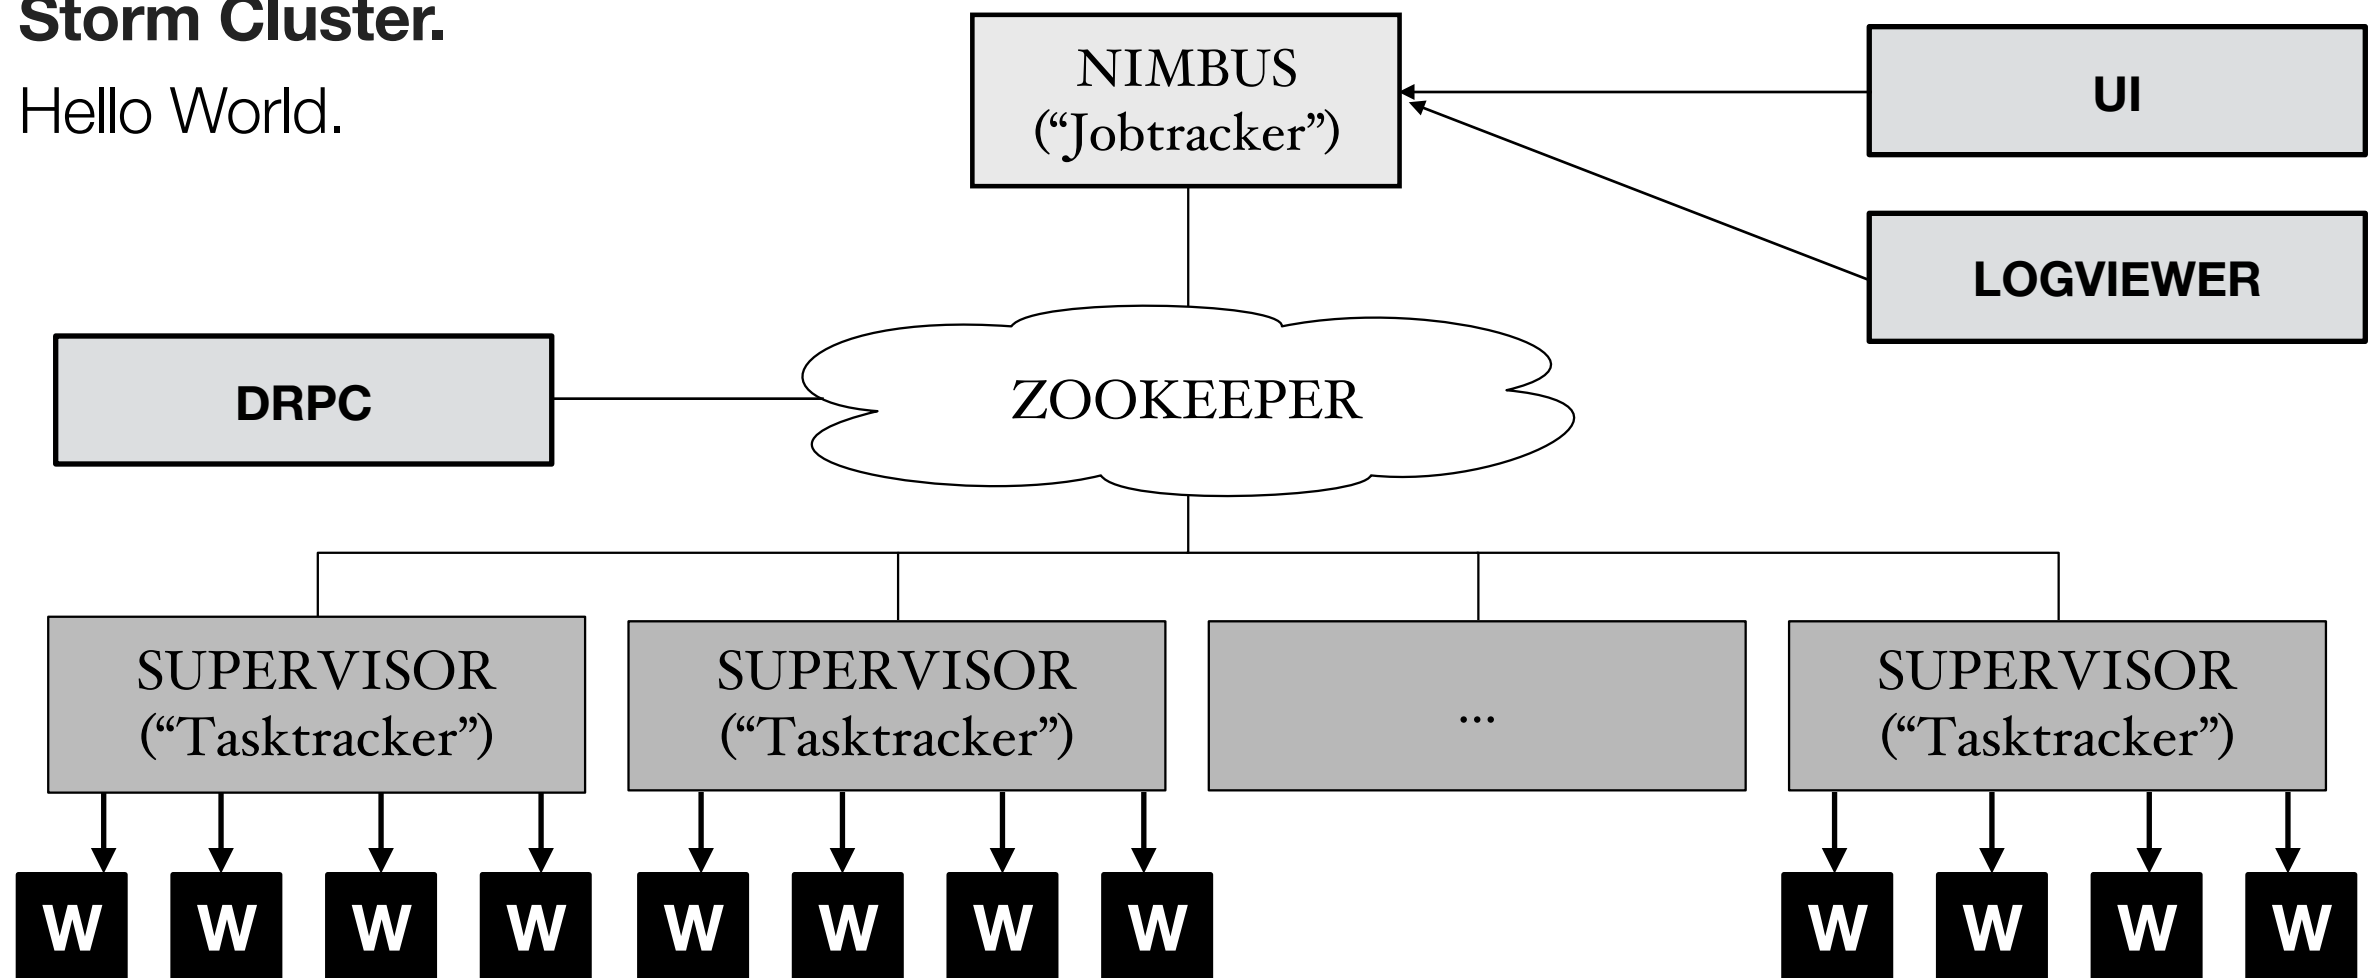 Storm Cluster.
Hello World.
NIMBUS
(“Jobtracker”)
UI
LOGVIEWER
DRPC
ZOOKEEPER
SUPERVISOR
(“Tasktracker”)
SUPERVISOR
(“Tasktracker”)
...
SUPERVISOR
(“Tasktracker”)
W W W W W W W W W W W W